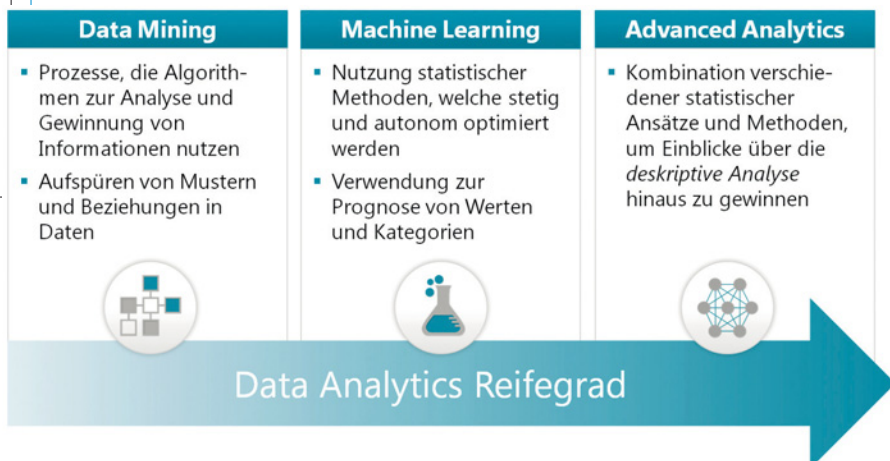 Data Mining
▪ Prozesse, die Algorith-
men zur Analyse und
Gewinnung von
Informationen nutzen
▪ Aufspüren von Mustern
und Beziehungen in
Daten
Machine Learning
▪ Nutzung statistischer
Methoden, welche stetig
und autonom optimiert
werden
▪ Verwendung zur
Prognose von Werten
und Kategorien
Advanced Analytics
▪ Kombination verschie-
dener statistischer
Ansätze und Methoden,
um Einblicke über die
deskriptive Analyse
hinaus zu gewinnen
Data Analytics Reifegrad